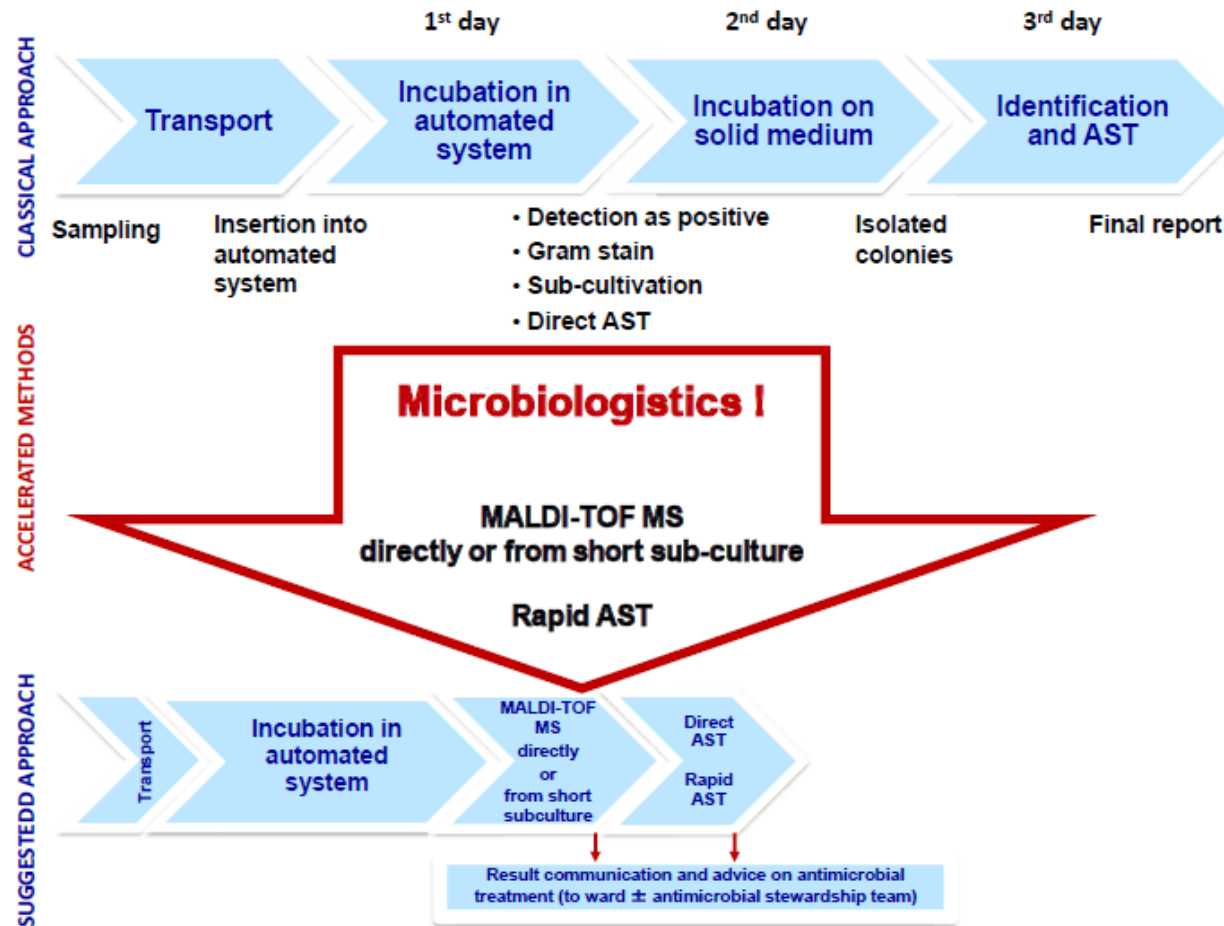 1st day
2nd day
3rd day
CLASSICAL APPROACH
Transport
Incubation in
automated
system
Incubation on
solid medium
Identification
and AST
Sampling
Insertion into
automated
system
• Detection as positive
• Gram stain
• Sub-cultivation
• Direct AST
Isolated
colonies
Final report
ACCELERATED METHODS
Microbiologistics !
MALDI-TOF MS
directly or from short sub-culture
Rapid AST
SUGGESTEDD APPROACH
Transport
Incubation in
automated
system
MALDI-TOF
MS
directly
or
from short
subculture
Direct
AST
Rapid
AST
Result communication and advice on antimicrobial
treatment (to ward ± antimicrobial stewardship team)